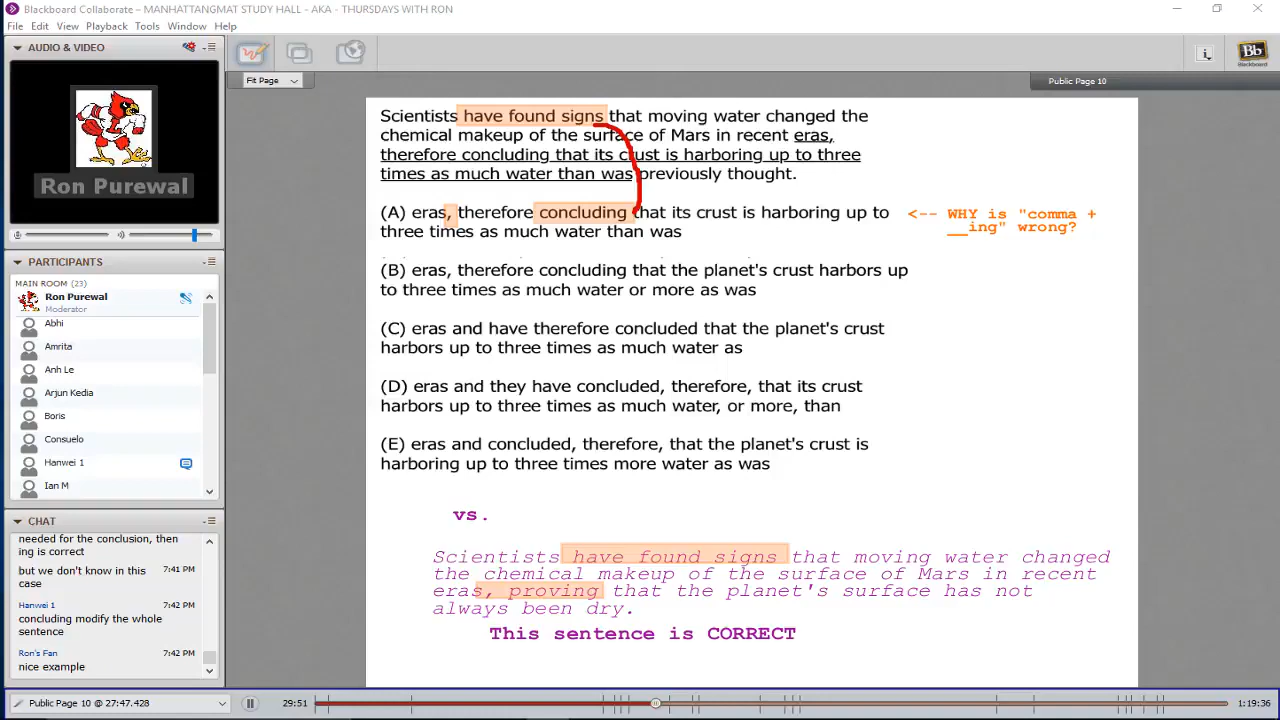 Blackboard Collaborate – MANHATTANGMAT STUDY HALL - AKA - THURSDAYS WITH RON
File Edit View Playback Tools Window Help
AUDIO & VIDEO
Ron Purewal
PARTICIPANTS
MAIN ROOM (23)
Ron Purewal
Moderator
Abhi
Amrita
Anh Le
Arjun Kedia
Boris
Consuelo
Hanwei 1
Ian M
CHAT
needed for the conclusion, then
ing is correct
but we don't know in this 7:41 PM
case
Hanwei 1 7:42 PM
concluding modify the whole
sentence
Ron's Fan 7:42 PM
nice example
Fit Page
Public Page 10
Bb
Blackboard
Scientists have found signs that moving water changed the
chemical makeup of the surface of Mars in recent eras,
therefore concluding that its crust is harboring up to three
times as much water than was previously thought.
(A) eras, therefore concluding that its crust is harboring up to
three times as much water than was
<-- WHY is "comma +
__ing" wrong?
(B) eras, therefore concluding that the planet's crust harbors up
to three times as much water or more as was
(C) eras and have therefore concluded that the planet's crust
harbors up to three times as much water as
(D) eras and they have concluded, therefore, that its crust
harbors up to three times as much water, or more, than
(E) eras and concluded, therefore, that the planet's crust is
harboring up to three times more water as was
vs.
Scientists have found signs that moving water changed
the chemical makeup of the surface of Mars in recent
eras, proving that the planet's surface has not
always been dry.
This sentence is CORRECT
Public Page 10 @ 27:47.428
29:51
1:19:36